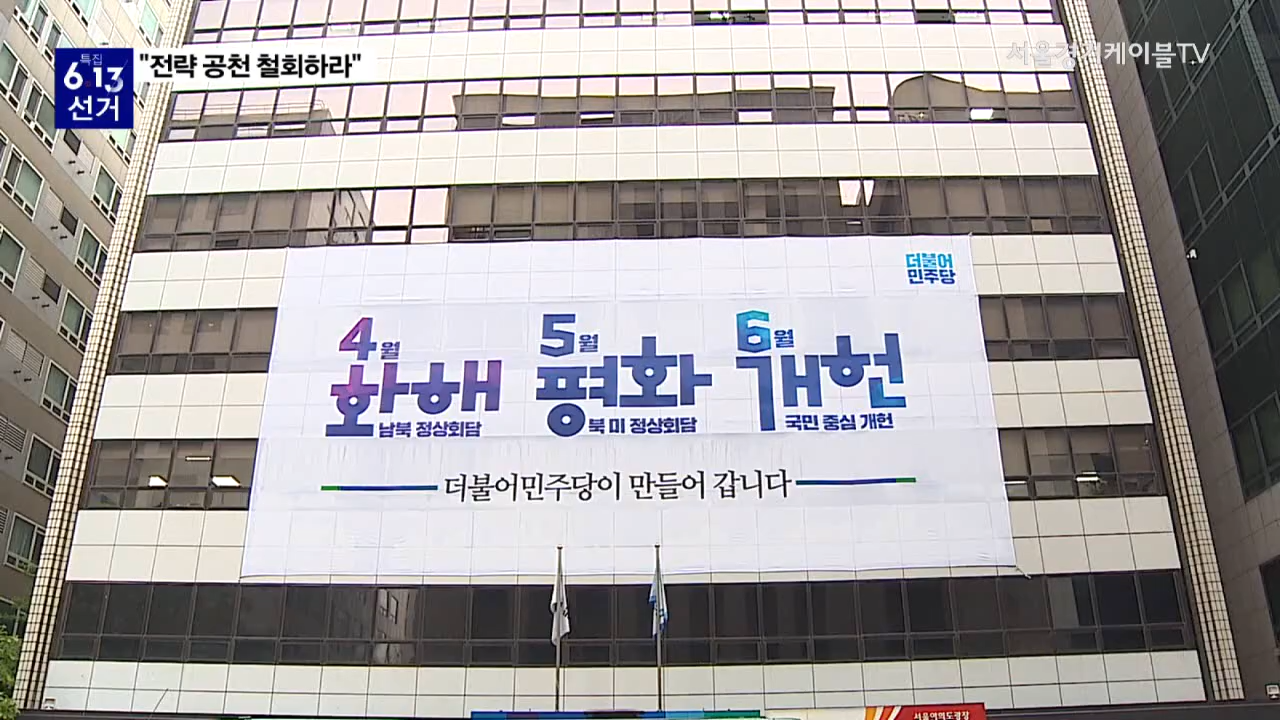 특집
6.13
선거
"전략 공천 철회하라"
서울경기케이블TV
더불어
민주당
4월 5월 6월
화해 평화 개헌
남북 정상회담 북미 정상회담 국민 중심 개헌
더불어민주당이 만들어 갑니다
서울여의도광장